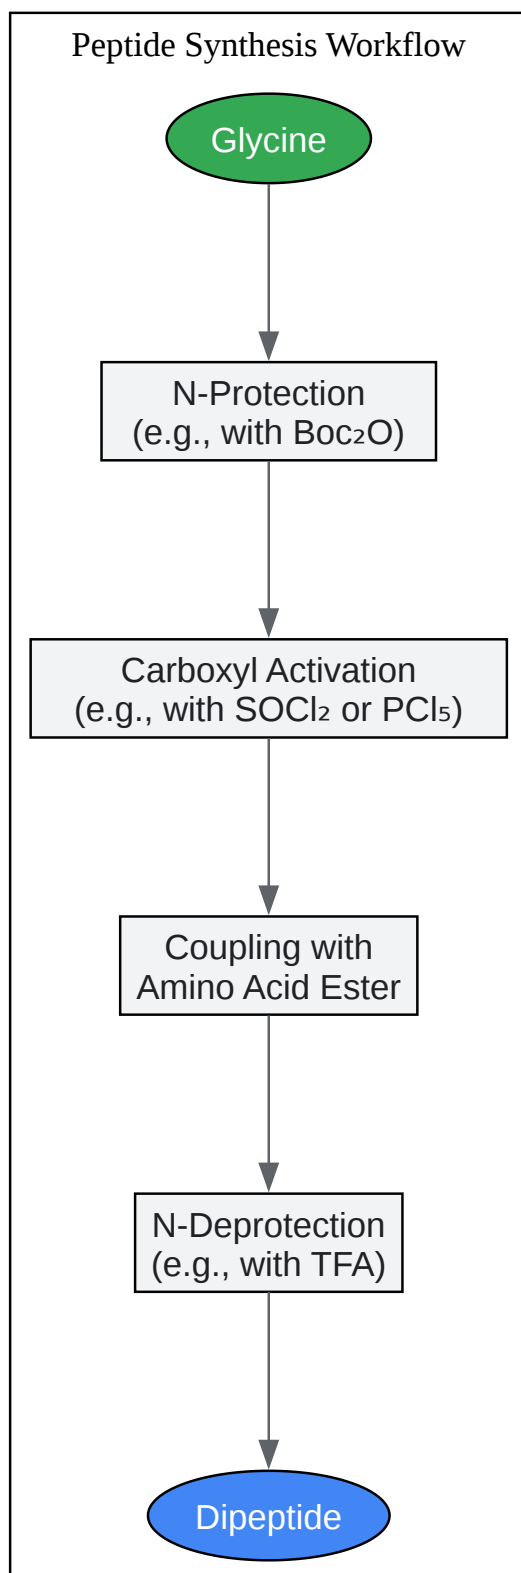 Peptide Synthesis Workflow
Glycine
N-Protection
(e.g., with Boc₂O)
Carboxyl Activation
(e.g., with SOCl₂ or PCl₅)
Coupling with
Amino Acid Ester
N-Deprotection
(e.g., with TFA)
Dipeptide